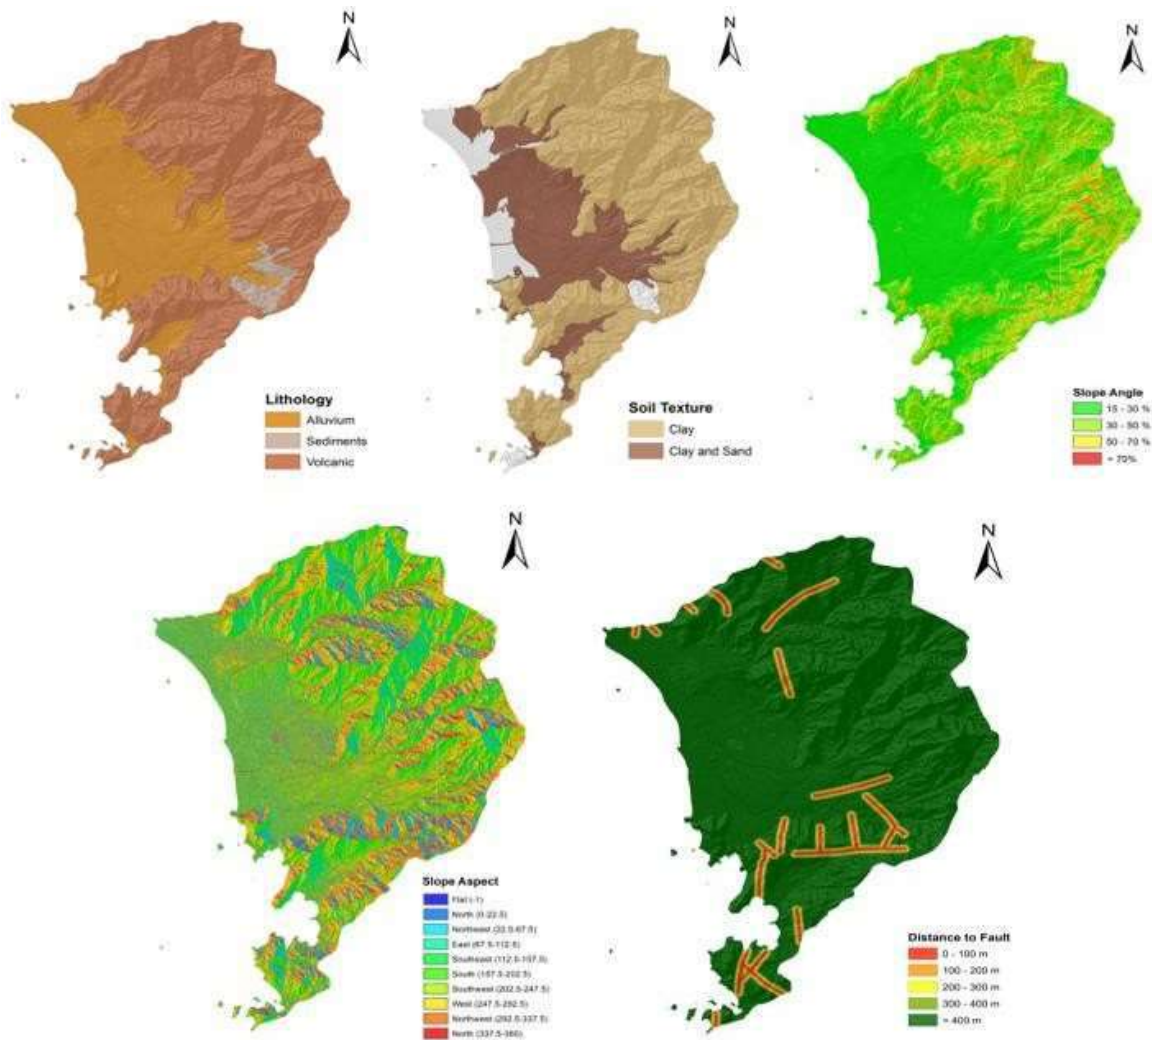 N
N
N
Lithology
Alluvium
Sediments
Volcanic
Soil Texture
Clay
Clay and Sand
Slope Angle
15 - 30 %
30 - 50 %
50 - 70 %
> 70%
N
N
Slope Aspect
Flat (-1)
North (0-22.5)
Northeast (22.5-67.5)
East (67.5-112.5)
Southeast (112.5-157.5)
South (157.5-202.5)
Southwest (202.5-247.5)
West (247.5-292.5)
Northwest (292.5-337.5)
North (337.5-360)
Distance to Fault
0 - 100 m
100 - 200 m
200 - 300 m
300 - 400 m
> 400 m